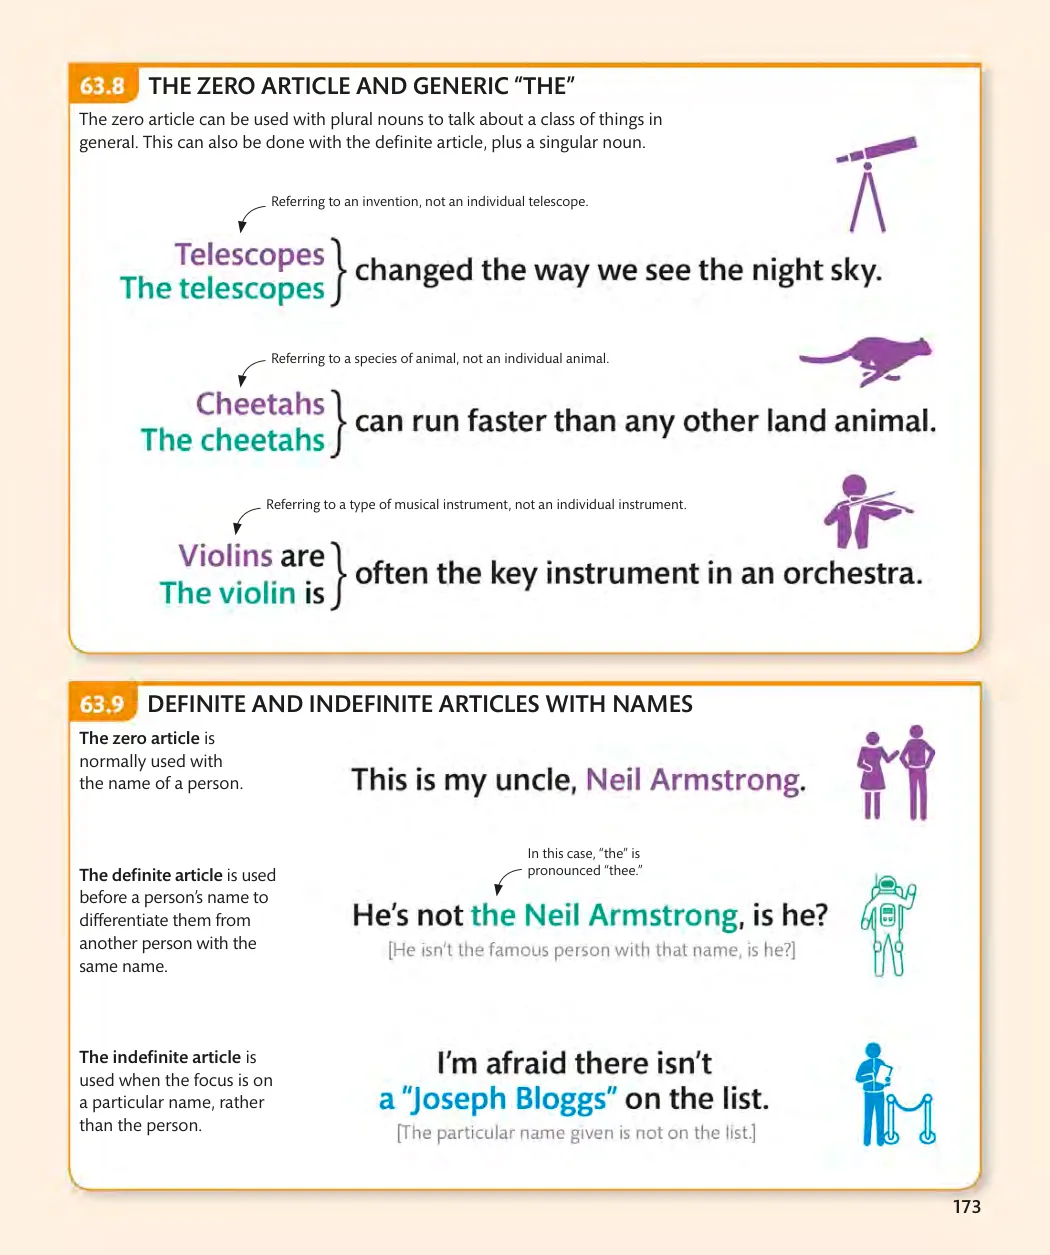 63.8 THE ZERO ARTICLE AND GENERIC “THE”
The zero article can be used with plural nouns to talk about a class of things in
general. This can also be done with the definite article, plus a singular noun.
Referring to an invention, not an individual telescope.
Telescopes
The telescopes
changed the way we see the night sky.
Referring to a species of animal, not an individual animal.
Cheetahs
The cheetahs
can run faster than any other land animal.
Referring to a type of musical instrument, not an individual instrument.
Violins are
The violin is
often the key instrument in an orchestra.
63.9 DEFINITE AND INDEFINITE ARTICLES WITH NAMES
The zero article is
normally used with
the name of a person.
This is my uncle, Neil Armstrong.
In this case, “the” is
pronounced “thee.”
The definite article is used
before a person’s name to
differentiate them from
another person with the
same name.
He’s not the Neil Armstrong, is he?
[He isn’t the famous person with that name, is he?]
The indefinite article is
used when the focus is on
a particular name, rather
than the person.
I’m afraid there isn’t
a “Joseph Bloggs” on the list.
[The particular name given is not on the list.]
173